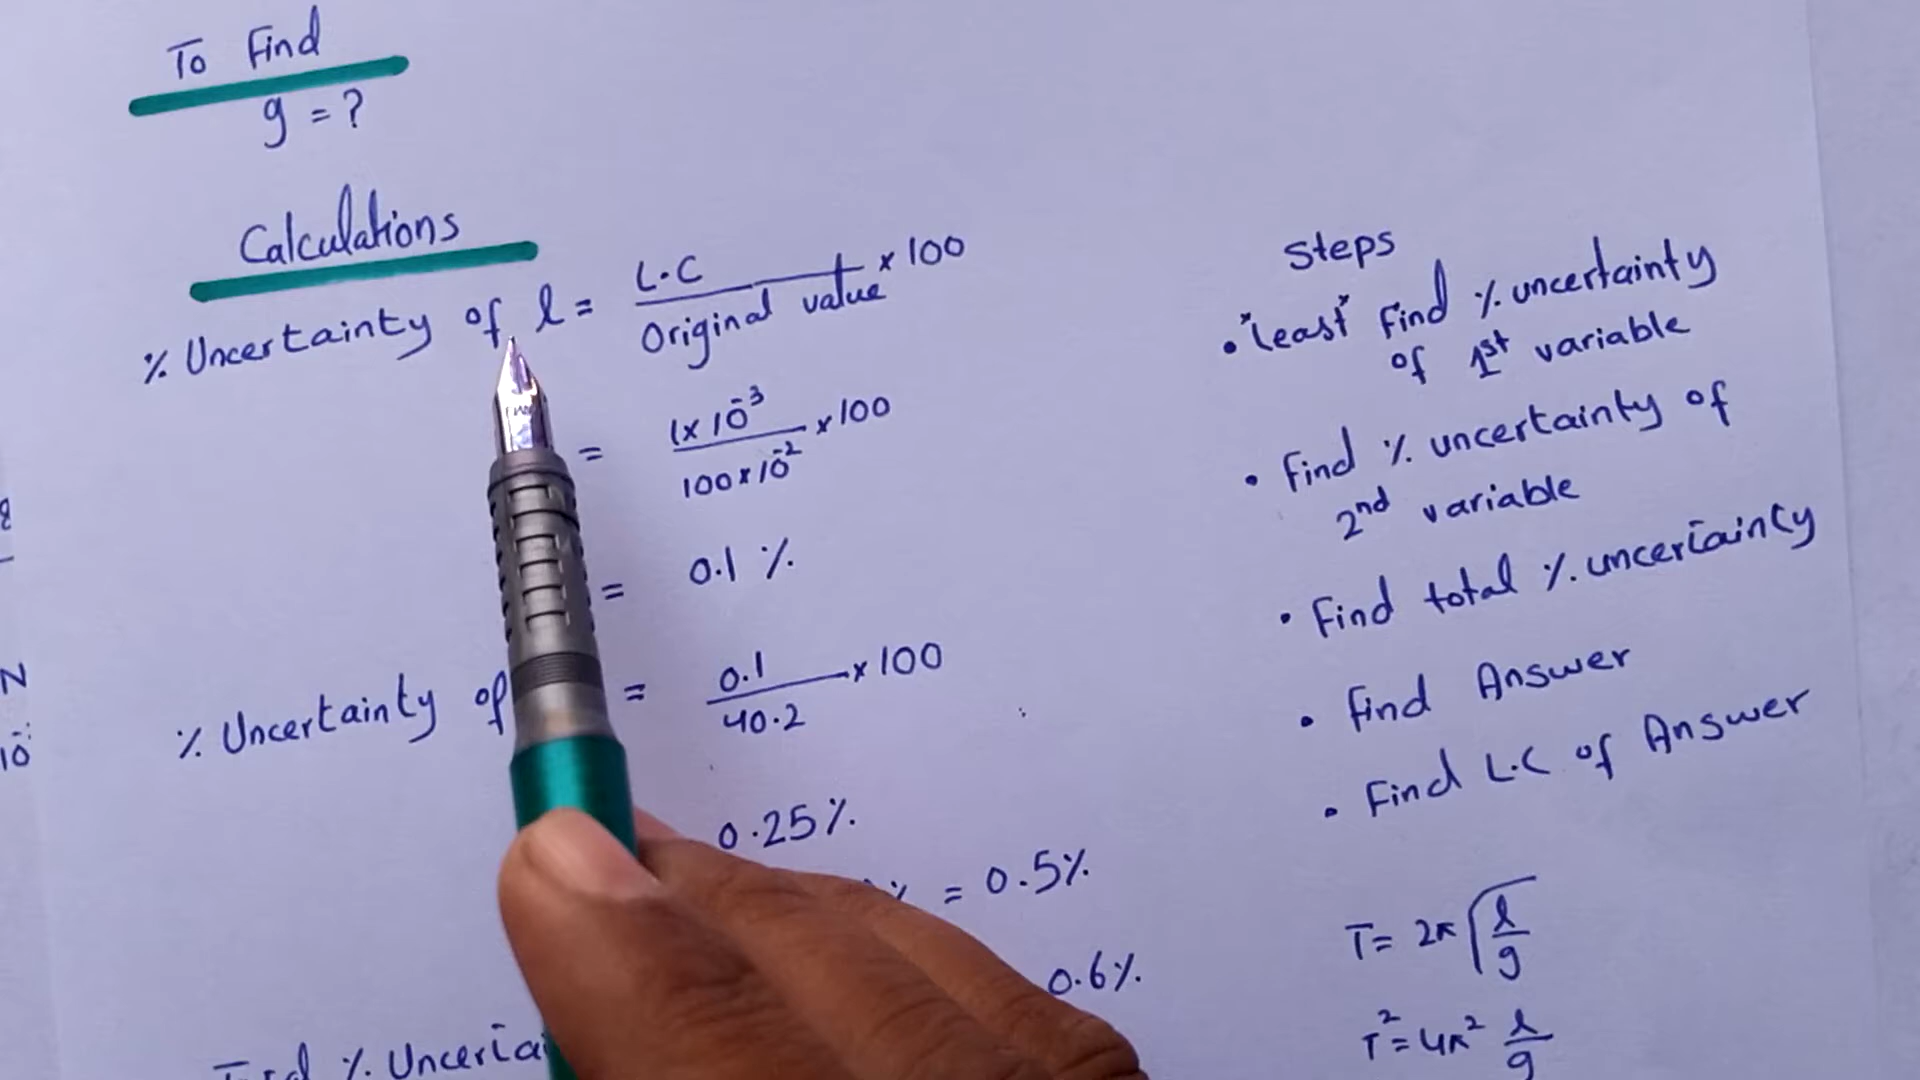 To Find
g = ?
Calculations
% Uncertainty of l = L.C / Original value x 100
= 1x10⁻³ / 100x10⁻² x 100
= 0.1 %
% Uncertainty of = 0.1 / 40.2 x 100
0.25%
% = 0.5%
0.6%
% Uncertai
Steps
• "least" Find % uncertainty
of 1st variable
• Find % uncertainty of
2nd variable
• Find total % uncertainty
• Find Answer
• Find L.C of Answer
T = 2π √(l/g)
T² = 4π² l/g